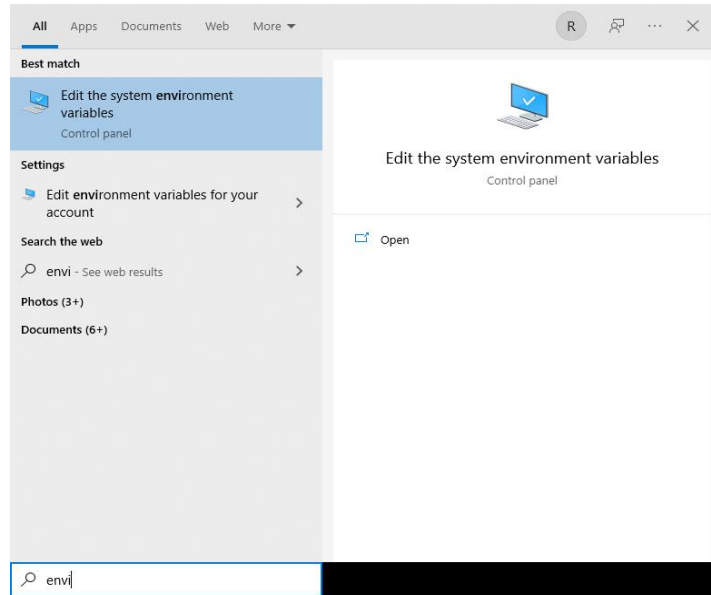 All Apps Documents Web More R
Best match
Edit the system environment
variables
Control panel
Settings
Edit environment variables for your
account
Search the web
envi - See web results
Photos (3+)
Documents (6+)
Edit the system environment variables
Control panel
Open
envi